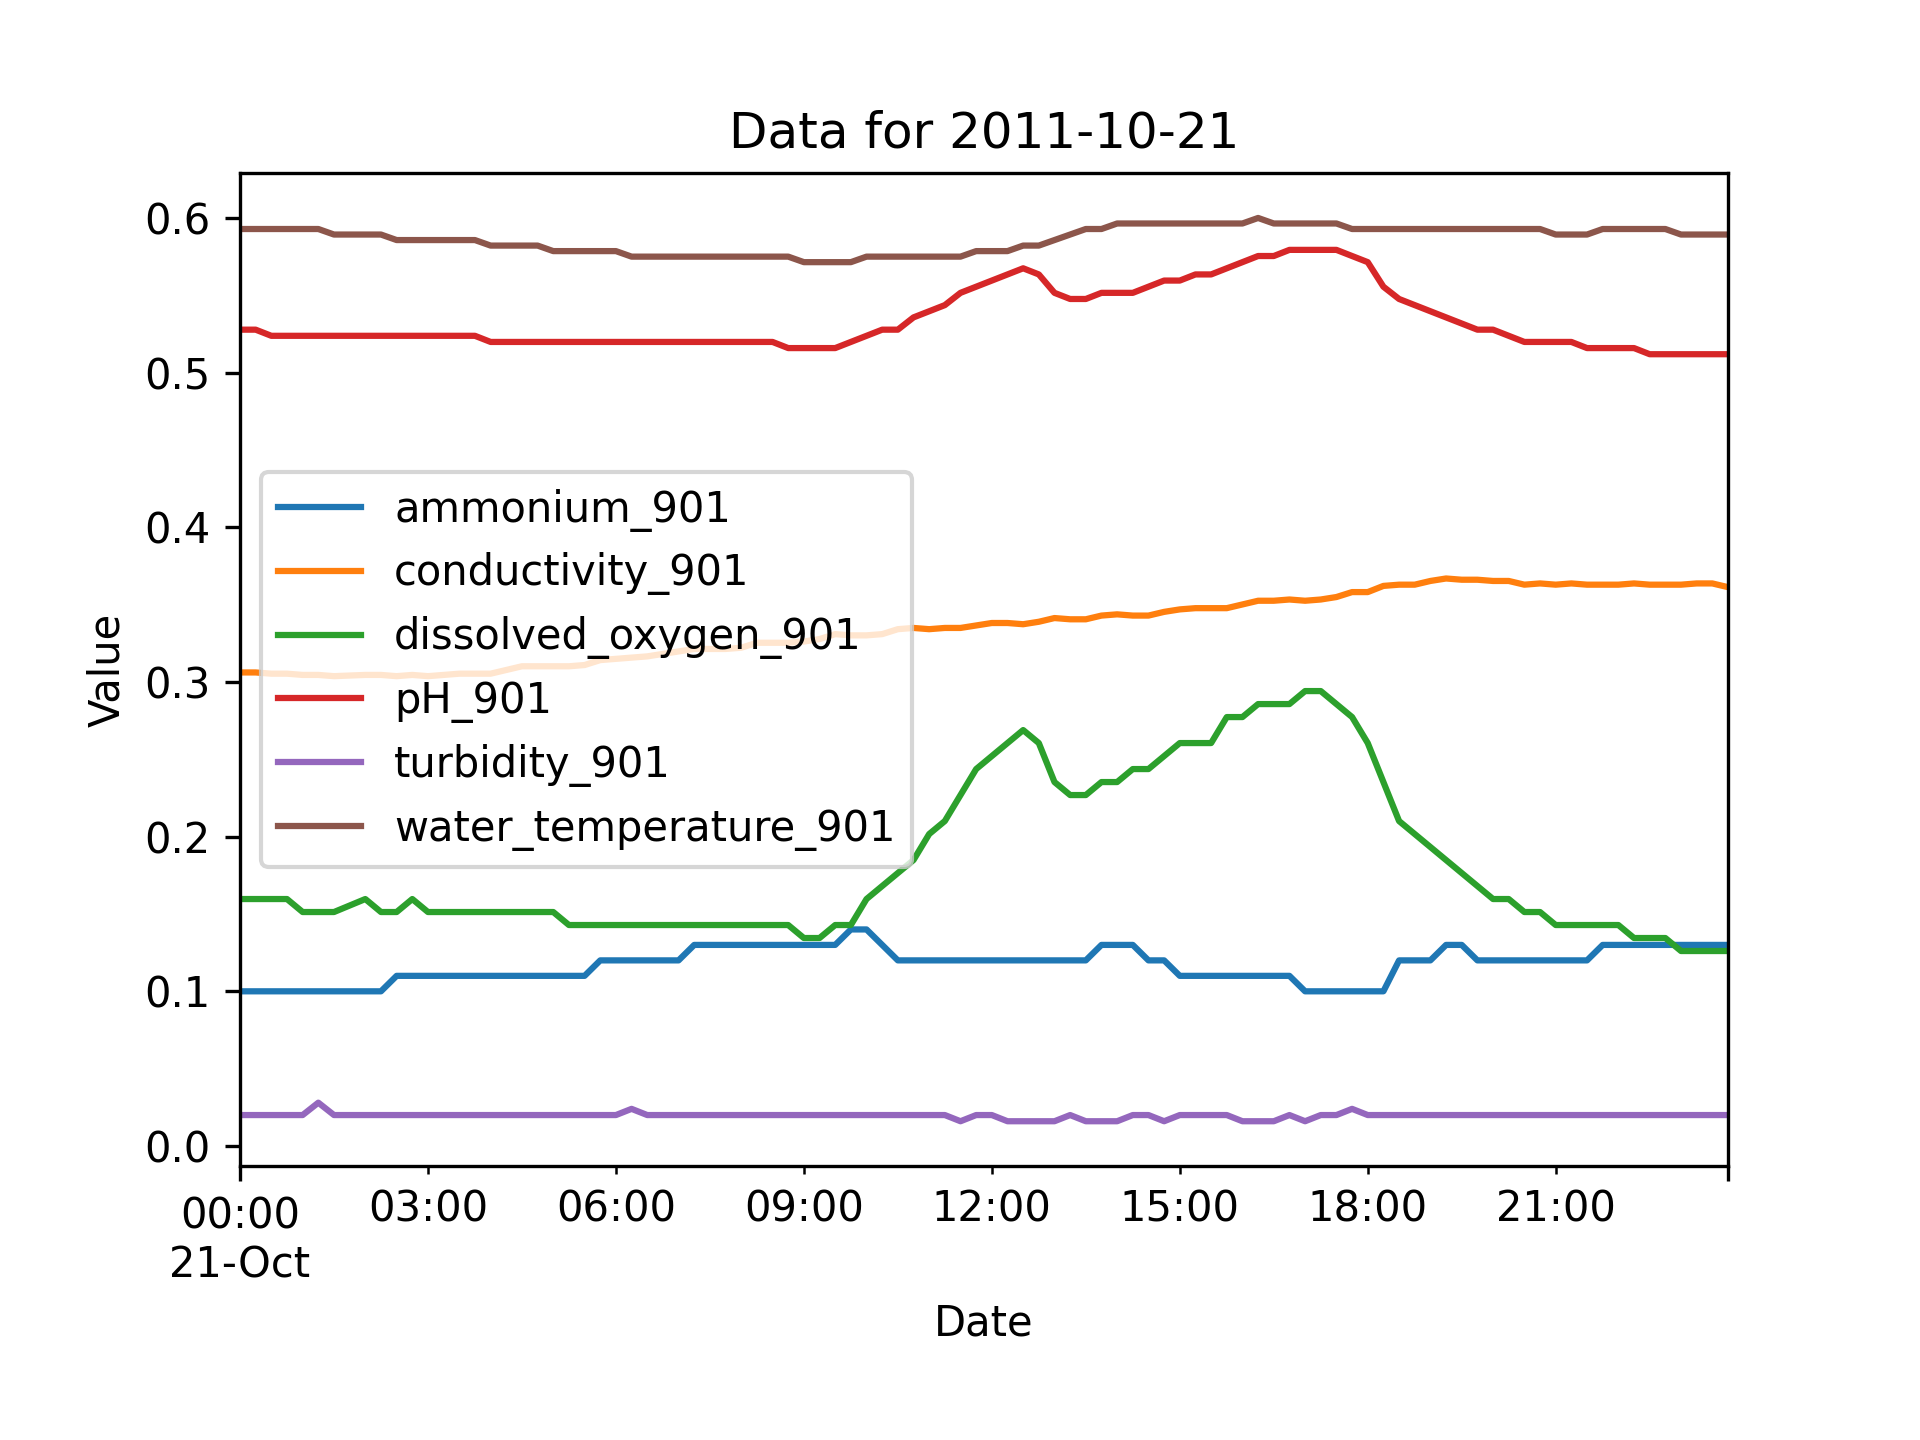 Data for 2011-10-21
Value
0.6
0.5
0.4
0.3
0.2
0.1
0.0
ammonium_901
conductivity_901
dissolved_oxygen_901
pH_901
turbidity_901
water_temperature_901
00:00 03:00 06:00 09:00 12:00 15:00 18:00 21:00
21-Oct
Date